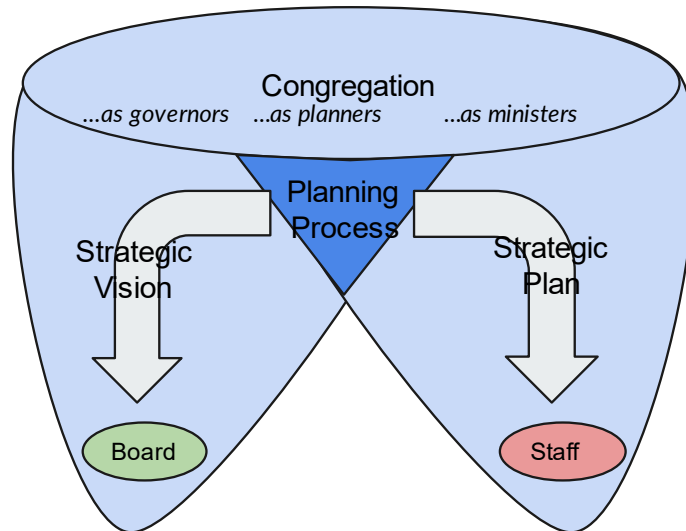 Congregation
...as governors ...as planners ...as ministers
Planning
Process
Strategic
Vision
Strategic
Plan
Board
Staff